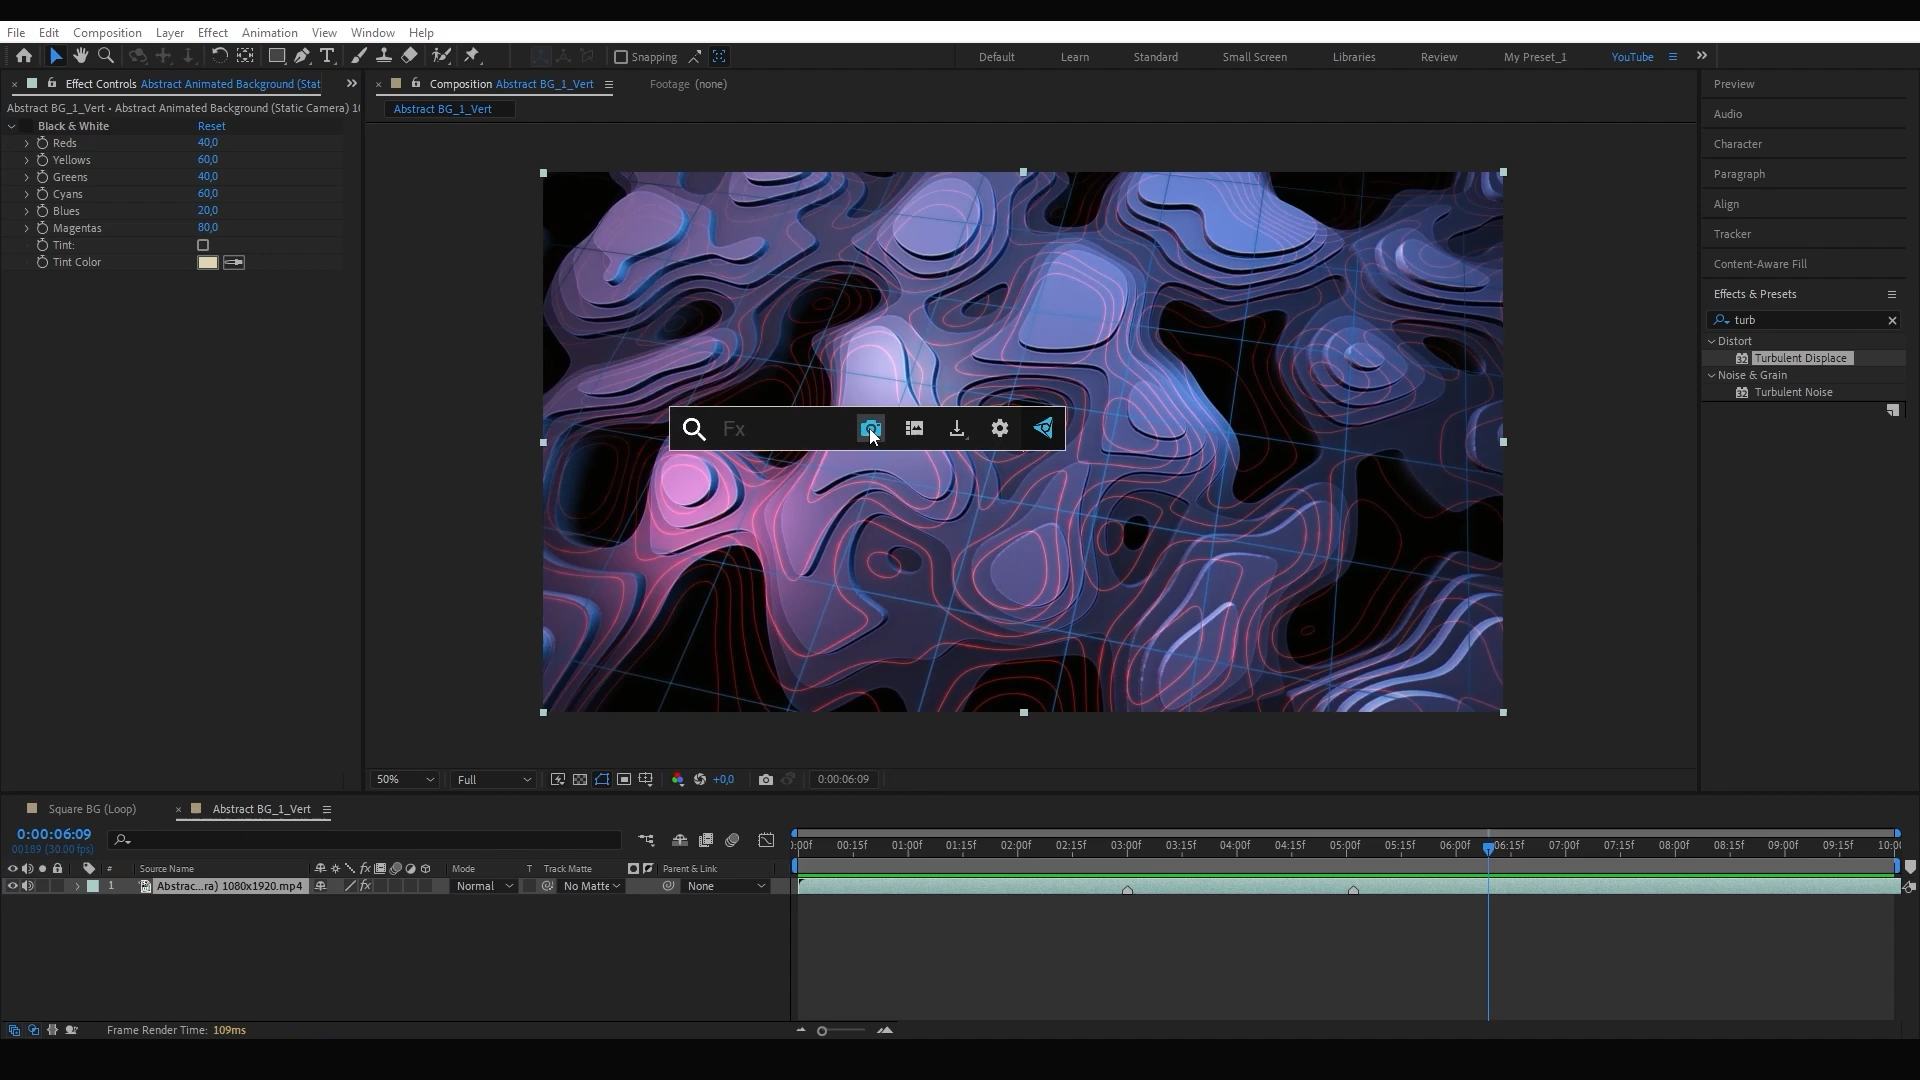 File Edit Composition Layer Effect Animation View Window Help
Snapping Default Learn Standard Small Screen Libraries Review My Preset_1 YouTube
Effect Controls Abstract Animated Background (Stat
Composition Abstract BG_1_Vert
Footage (none)
Abstract BG_1_Vert • Abstract Animated Background (Static Camera) 10
Abstract BG_1_Vert
Black & White Reset
Reds 40,0
Yellows 60,0
Greens 40,0
Cyans 60,0
Blues 20,0
Magentas 80,0
Tint:
Tint Color
Fx
Preview
Audio
Character
Paragraph
Align
Tracker
Content-Aware Fill
Effects & Presets
turb
Distort
32 Turbulent Displace
Noise & Grain
32 Turbulent Noise
50% Full +0,0 0:00:06:09
Square BG (Loop) Abstract BG_1_Vert
0:00:06:09
00189 (30.00 fps)
# Source Name fx Mode T Track Matte Parent & Link
1 Abstrac...ra) 1080x1920.mp4 fx Normal No Matte None
):00f 00:15f 01:00f 01:15f 02:00f 02:15f 03:00f 03:15f 04:00f 04:15f 05:00f 05:15f 06:00f 06:15f 07:00f 07:15f 08:00f 08:15f 09:00f 09:15f 10:00
Frame Render Time: 109ms